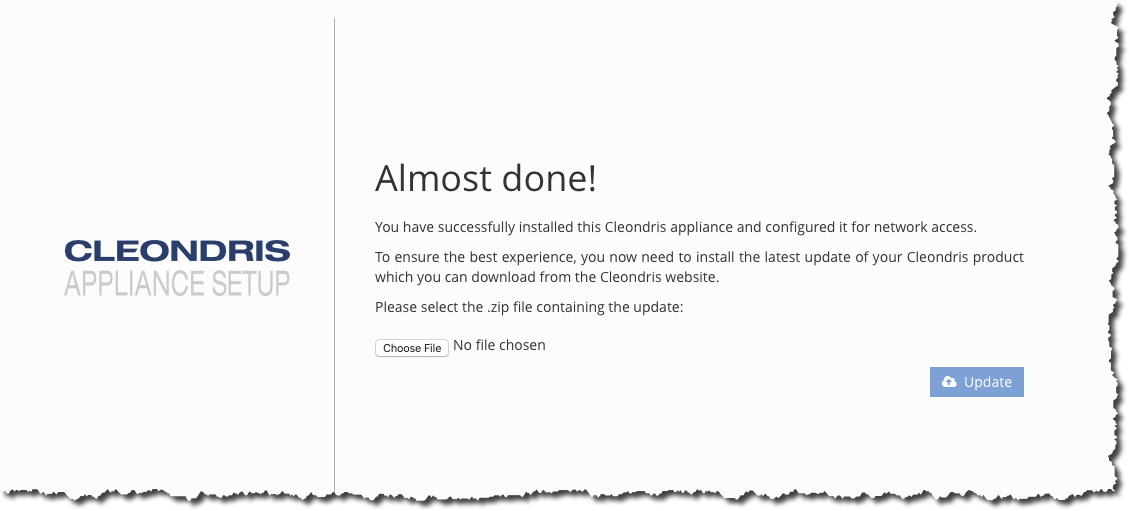 CLEONDRIS
APPLIANCE SETUP
Almost done!
You have successfully installed this Cleondris appliance and configured it for network access.
To ensure the best experience, you now need to install the latest update of your Cleondris product
which you can download from the Cleondris website.
Please select the .zip file containing the update:
Choose File No file chosen
Update